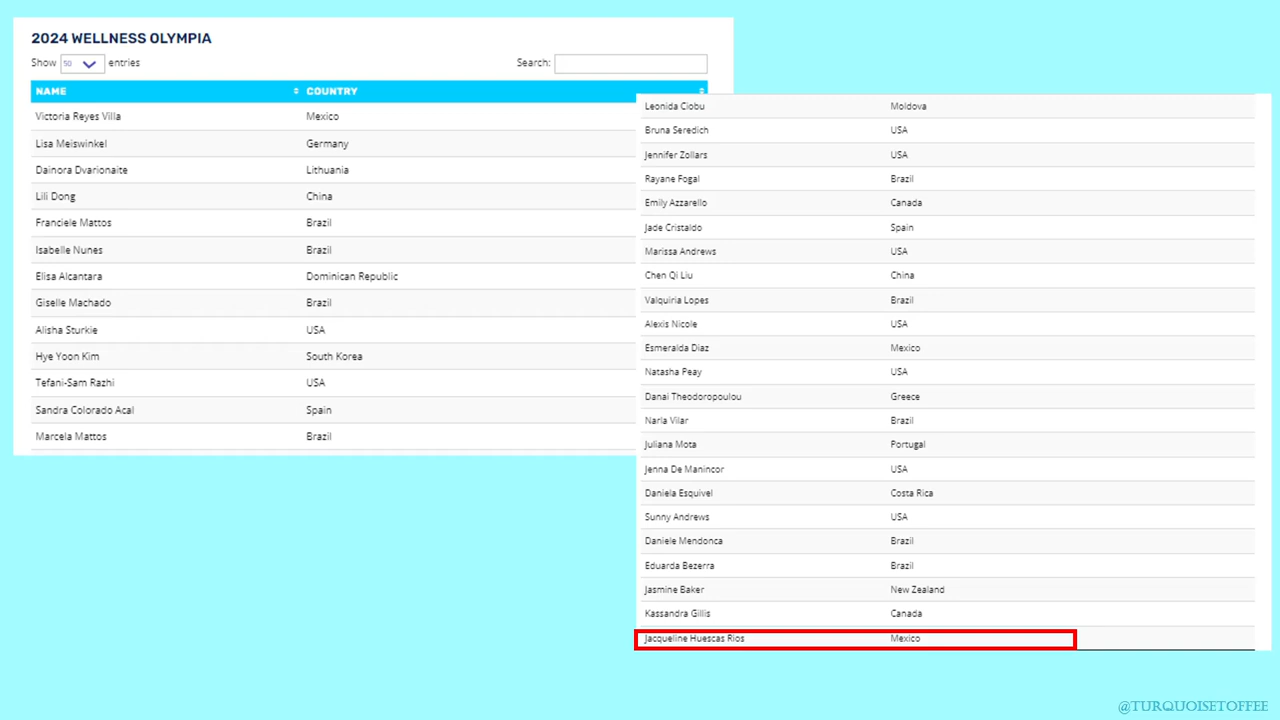 2024 WELLNESS OLYMPIA
Show 50 entries Search:
NAME COUNTRY
Victoria Reyes Villa Mexico
Lisa Meiswinkel Germany
Dainora Dvarionaite Lithuania
Lili Dong China
Franciele Mattos Brazil
Isabelle Nunes Brazil
Elisa Alcantara Dominican Republic
Giselle Machado Brazil
Alisha Sturkie USA
Hye Yoon Kim South Korea
Tefani-Sam Razhi USA
Sandra Colorado Acal Spain
Marcela Mattos Brazil
Leonida Ciobu Moldova
Bruna Seredich USA
Jennifer Zollars USA
Rayane Fogal Brazil
Emily Azzarello Canada
Jade Cristaldo Spain
Marissa Andrews USA
Chen Qi Liu China
Valquiria Lopes Brazil
Alexis Nicole USA
Esmeralda Diaz Mexico
Natasha Peay USA
Danai Theodoropoulou Greece
Narla Vilar Brazil
Juliana Mota Portugal
Jenna De Manincor USA
Daniela Esquivel Costa Rica
Sunny Andrews USA
Daniele Mendonca Brazil
Eduarda Bezerra Brazil
Jasmine Baker New Zealand
Kassandra Gillis Canada
Jacqueline Huescas Rios Mexico
@TURQUOISETOFFEE